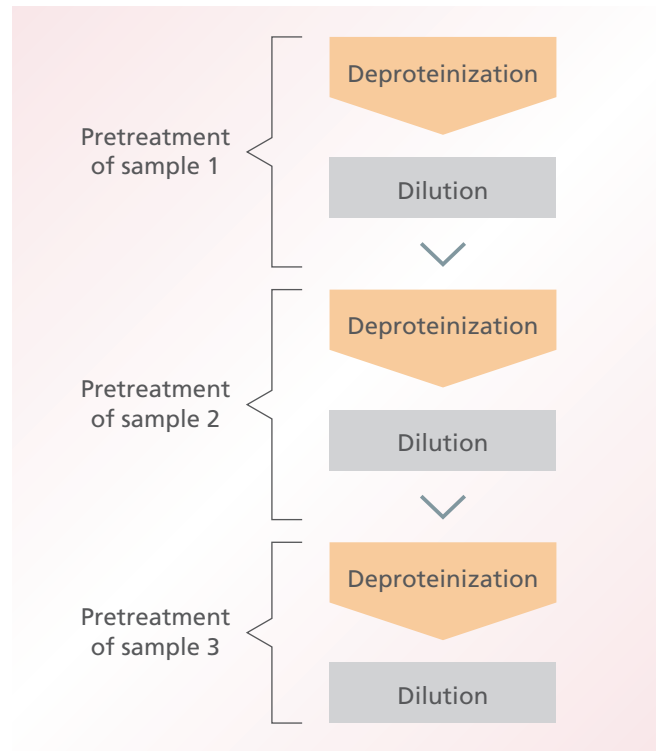 Deproteinization
Pretreatment
of sample 1
Dilution
Deproteinization
Pretreatment
of sample 2
Dilution
Deproteinization
Pretreatment
of sample 3
Dilution